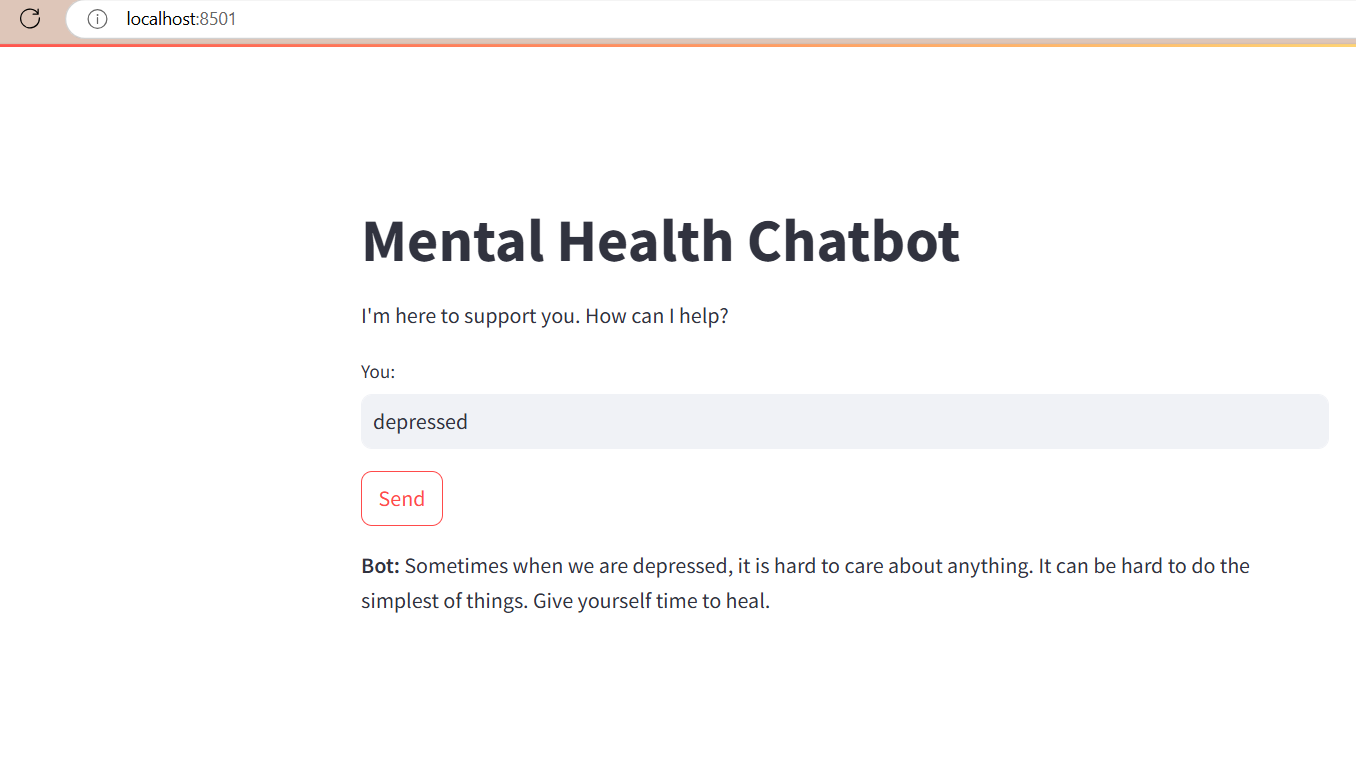 localhost:8501
Mental Health Chatbot
I'm here to support you. How can I help?
You:
depressed
Send
Bot: Sometimes when we are depressed, it is hard to care about anything. It can be hard to do the
simplest of things. Give yourself time to heal.